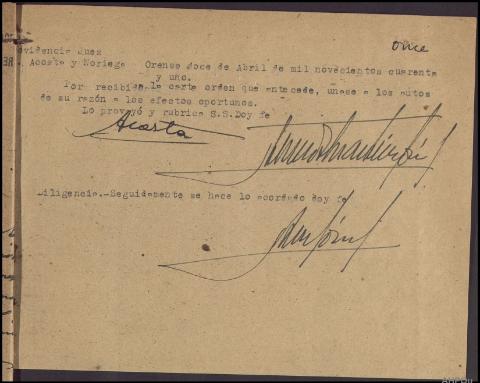 once
ovidencia Juez
SR. Acosta y Noriega Orense doce de Abril de mil novecientos cuarenta
y uno.
Por recibida la carta orden que antecede, unase a los autos
de su razón a los efectos oportunos.
Lo proveyó y rubrica S.S. Doy fe
Acosta
Diligencia.-Seguidamente se hace lo acordado doy fe